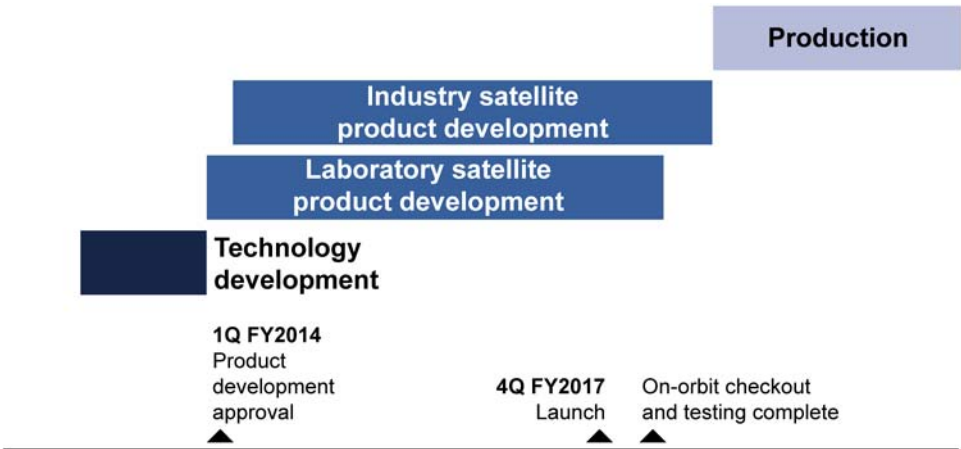 Production
Industry satellite
product development
Laboratory satellite
product development
Technology
development
1Q FY2014
Product
development
approval
4Q FY2017
Launch
On-orbit checkout
and testing complete